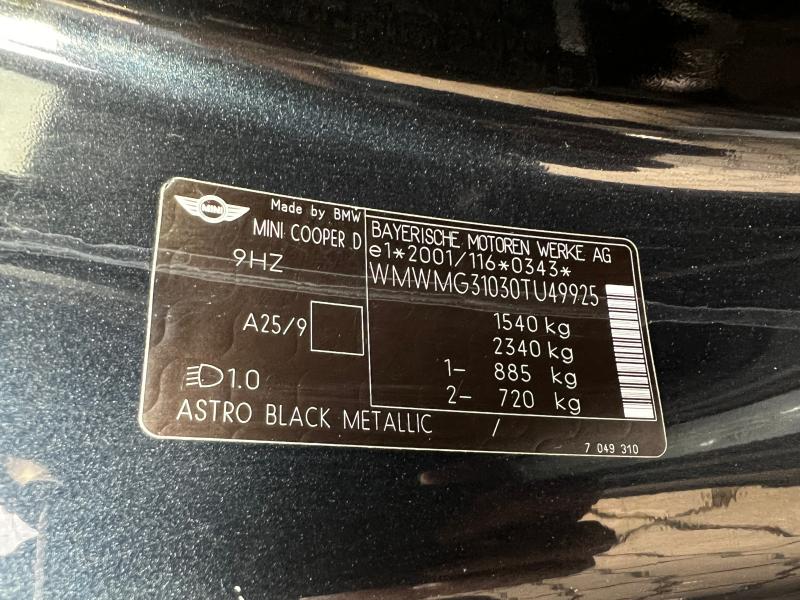 MINI
Made by BMW
MINI COOPER D
9HZ
A25/9
1.0
ASTRO BLACK METALLIC /
BAYERISCHE MOTOREN WERKE AG
e1*2001/116*0343*
WMWMG31030TU49925
1540 kg
2340 kg
1- 885 kg
2- 720 kg
7 049 310